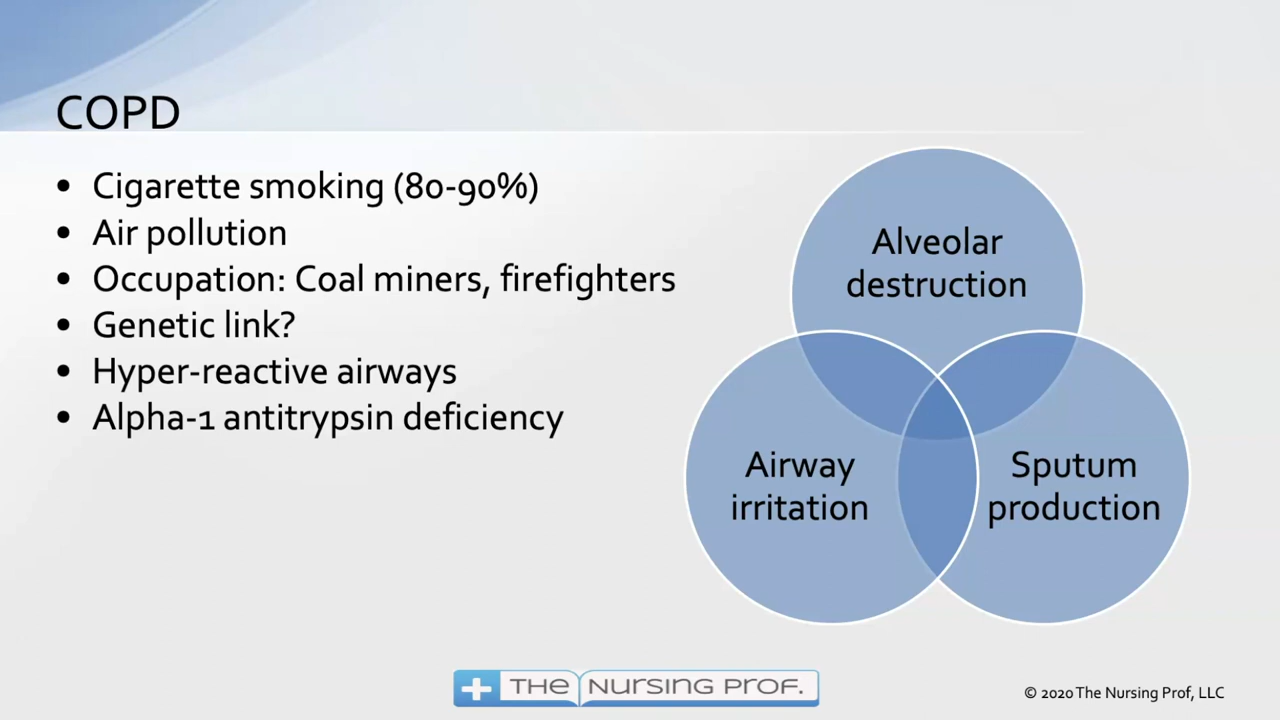 COPD
• Cigarette smoking (80-90%)
• Air pollution
• Occupation: Coal miners, firefighters
• Genetic link?
• Hyper-reactive airways
• Alpha-1 antitrypsin deficiency
Alveolar
destruction
Airway
irritation
Sputum
production
THE NURSING PROF.
© 2020 The Nursing Prof, LLC